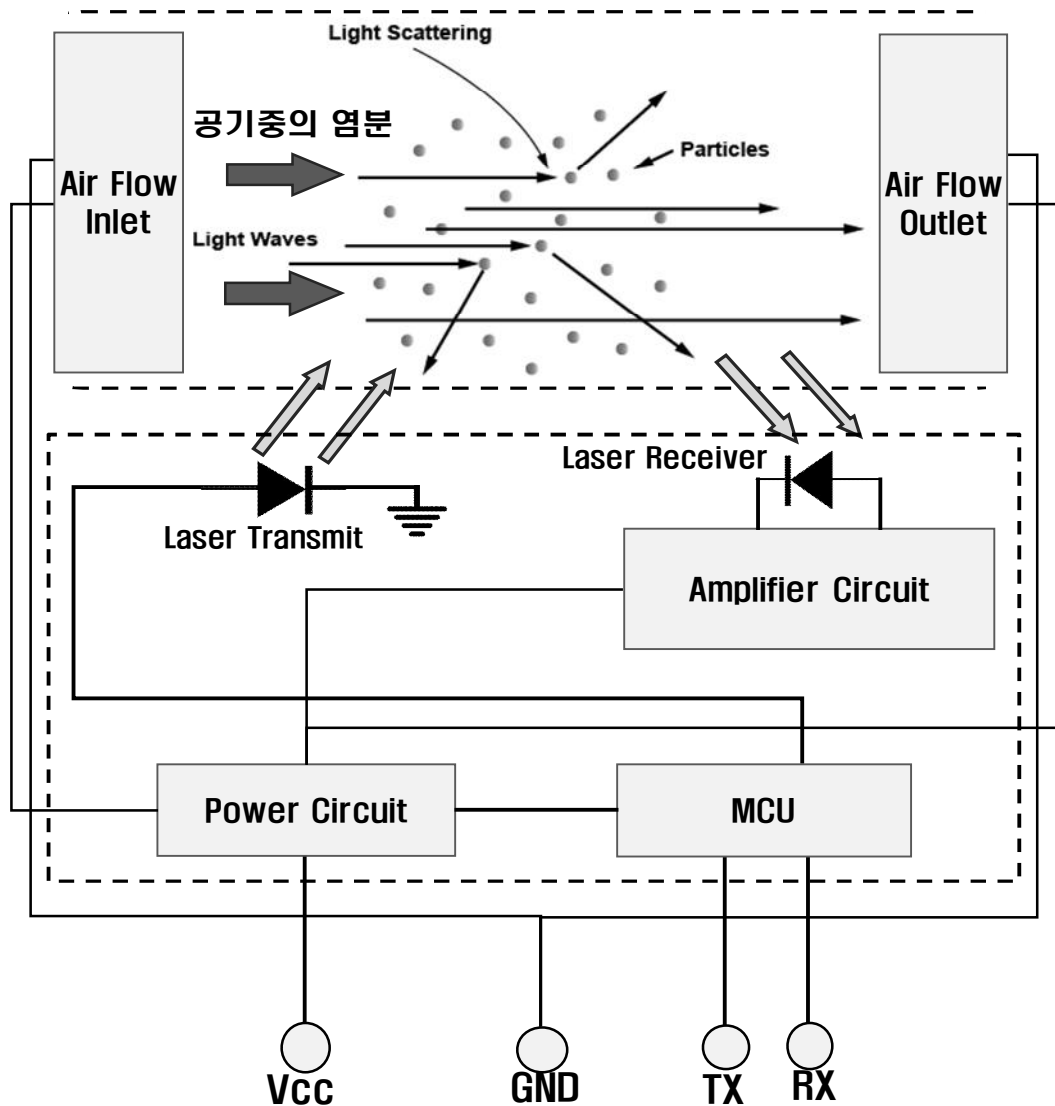 Light Scattering
공기중의 염분
Particles
Air Flow
Inlet
Air Flow
Outlet
Light Waves
Laser Receiver
Laser Transmit
Amplifier Circuit
Power Circuit
MCU
Vcc
GND
TX
RX